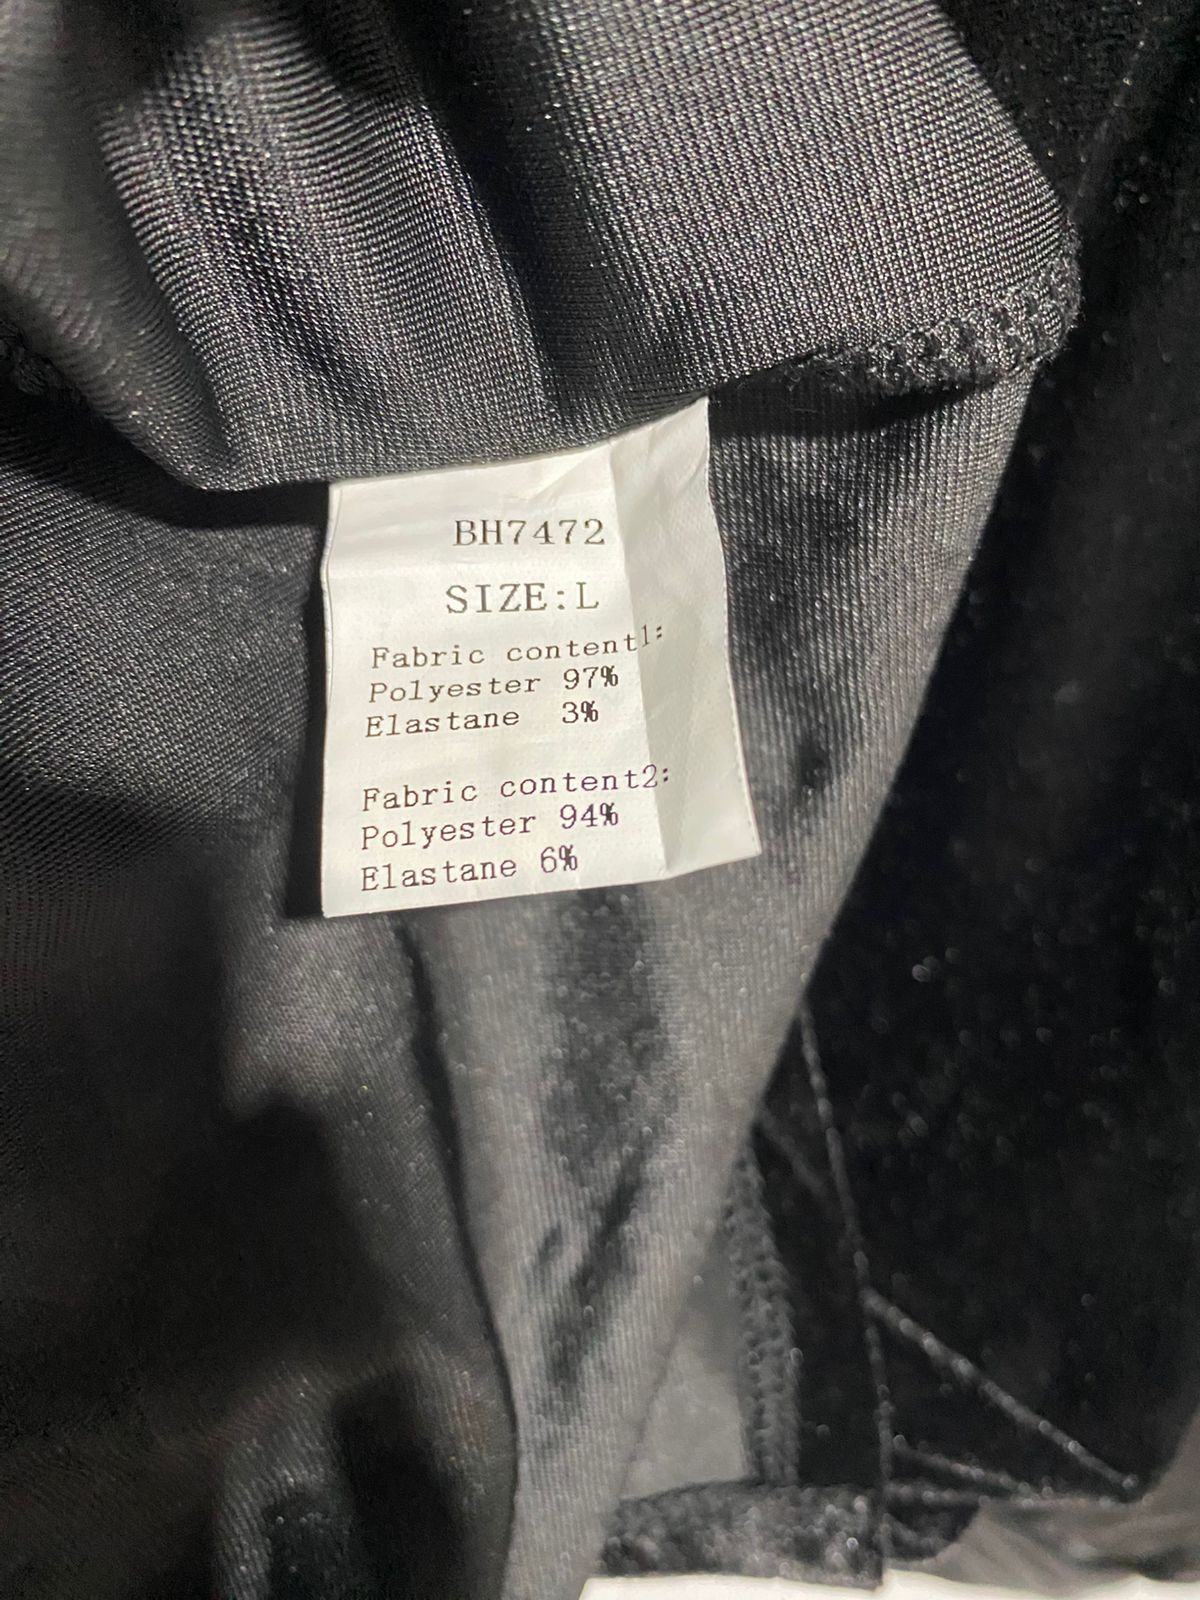 BH7472
SIZE:L
Fabric content1:
Polyester 97%
Elastane 3%
Fabric content2:
Polyester 94%
Elastane 6%